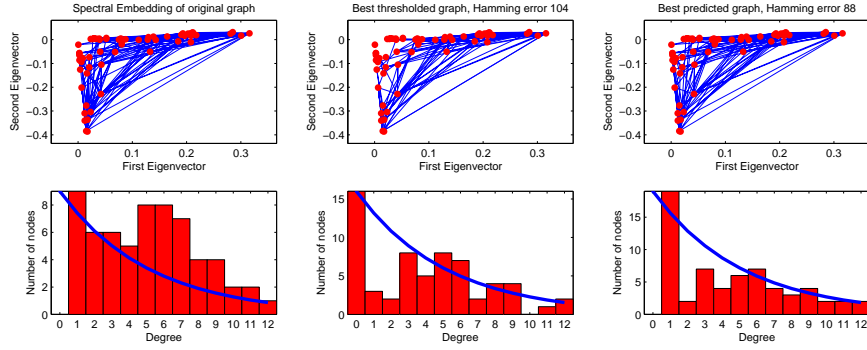 Spectral Embedding of original graph
Best thresholded graph, Hamming error 104
Best predicted graph, Hamming error 88
Second Eigenvector
0
−0.1
−0.2
−0.3
−0.4
0 0.1 0.2 0.3
First Eigenvector
Second Eigenvector
0
−0.1
−0.2
−0.3
−0.4
0 0.1 0.2 0.3
First Eigenvector
Second Eigenvector
0
−0.1
−0.2
−0.3
−0.4
0 0.1 0.2 0.3
First Eigenvector
Number of nodes
8
6
4
2
0
0 1 2 3 4 5 6 7 8 9 10 11 12
Degree
Number of nodes
15
10
5
0
0 1 2 3 4 5 6 7 8 9 10 11 12
Degree
Number of nodes
15
10
5
0
0 1 2 3 4 5 6 7 8 9 10 11 12
Degree